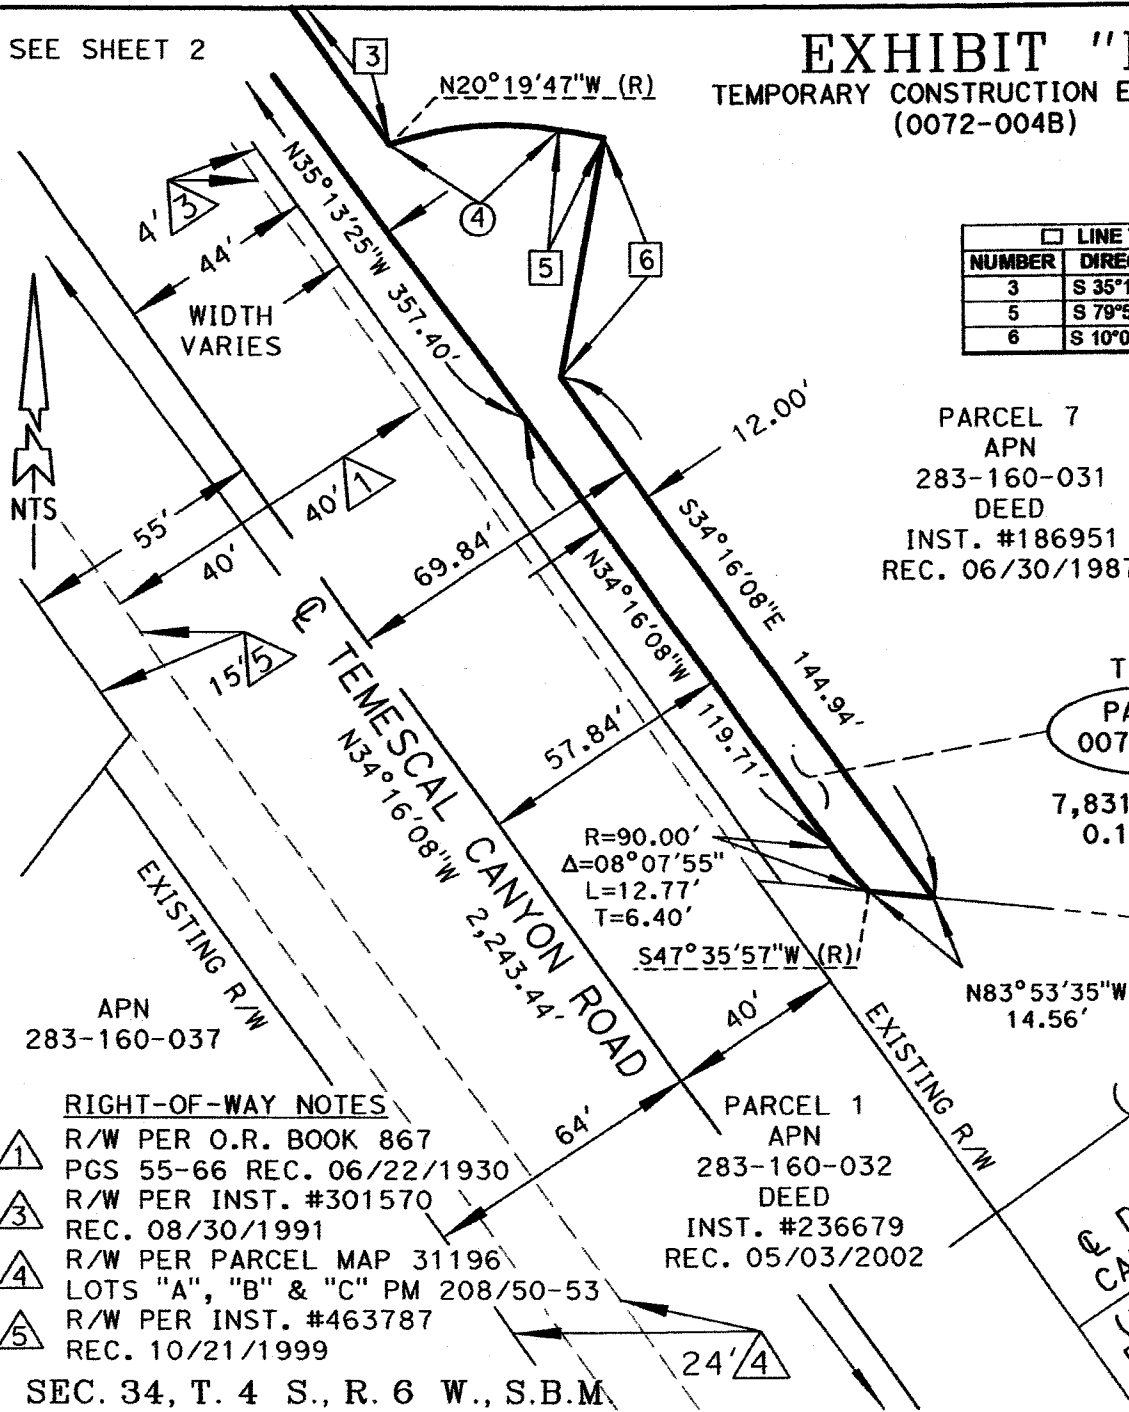 SEE SHEET 2
EXHIBIT "
TEMPORARY CONSTRUCTION E
(0072-004B)
3
N20°19'47"W (R)
4
5
6
4' 3
44'
WIDTH
VARIES
N35°13'25"W 357.40'
□ LINE
NUMBER DIRE
3 S 35°1
5 S 79°5
6 S 10°0
NTS
55'
40'
40' 1
15' 5
69.84'
12.00'
PARCEL 7
APN
283-160-031
DEED
INST. #186951
REC. 06/30/1987
S34°16'08"E 144.94'
N34°16'08"W 119.71'
57.84'
℄ TEMESCAL CANYON ROAD
N34°16'08"W 2,243.44'
T
PA
007
7,831
0.1
R=90.00'
Δ=08°07'55"
L=12.77'
T=6.40'
S47°35'57"W (R)
N83°53'35"W
14.56'
EXISTING R/W
APN
283-160-037
40'
64'
EXISTING R/W
PARCEL 1
APN
283-160-032
DEED
INST. #236679
REC. 05/03/2002
RIGHT-OF-WAY NOTES
1 R/W PER O.R. BOOK 867
PGS 55-66 REC. 06/22/1930
3 R/W PER INST. #301570
REC. 08/30/1991
4 R/W PER PARCEL MAP 31196
LOTS "A", "B" & "C" PM 208/50-53
5 R/W PER INST. #463787
REC. 10/21/1999
24' 4
SEC. 34, T. 4 S., R. 6 W., S.B.M